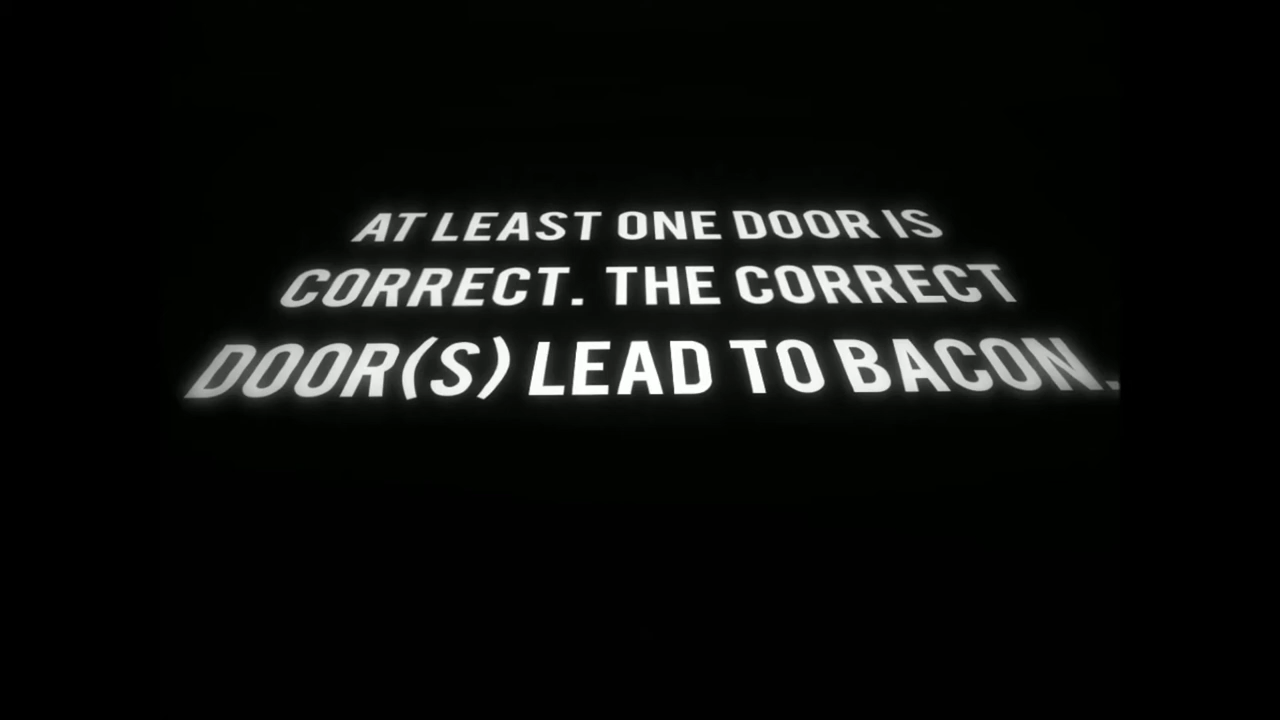 AT LEAST ONE DOOR IS
CORRECT. THE CORRECT
DOOR(S) LEAD TO BACON.